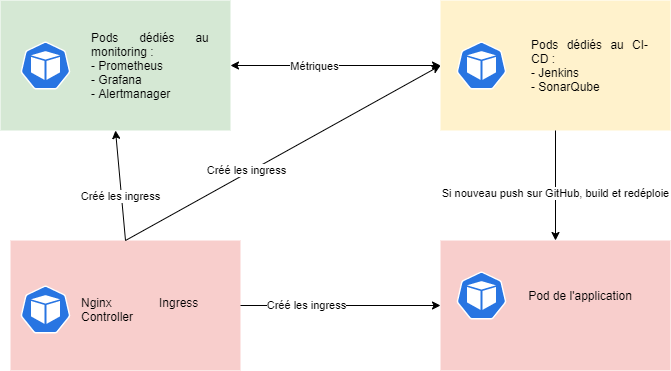 Pods dédiés au
monitoring :
- Prometheus
- Grafana
- Alertmanager
Pods dédiés au CI-
CD :
- Jenkins
- SonarQube
Métriques
Créé les ingress
Créé les ingress
Si nouveau push sur GitHub, build et redéploie
Nginx Ingress
Controller
Créé les ingress
Pod de l'application